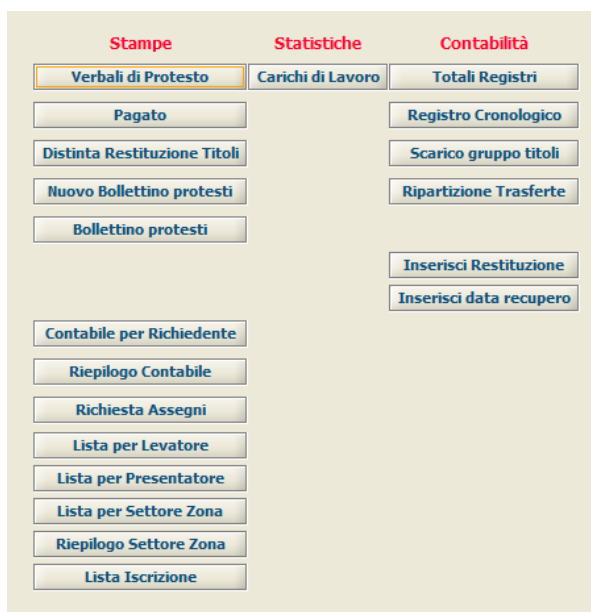 Stampe Statistiche Contabilità
Verbali di Protesto Carichi di Lavoro Totali Registri
Pagato Registro Cronologico
Distinta Restituzione Titoli Scarico gruppo titoli
Nuovo Bollettino protesti Ripartizione Trasferte
Bollettino protesti
Inserisci Restituzione
Inserisci data recupero
Contabile per Richiedente
Riepilogo Contabile
Richiesta Assegni
Lista per Levatore
Lista per Presentatore
Lista per Settore Zona
Riepilogo Settore Zona
Lista Iscrizione